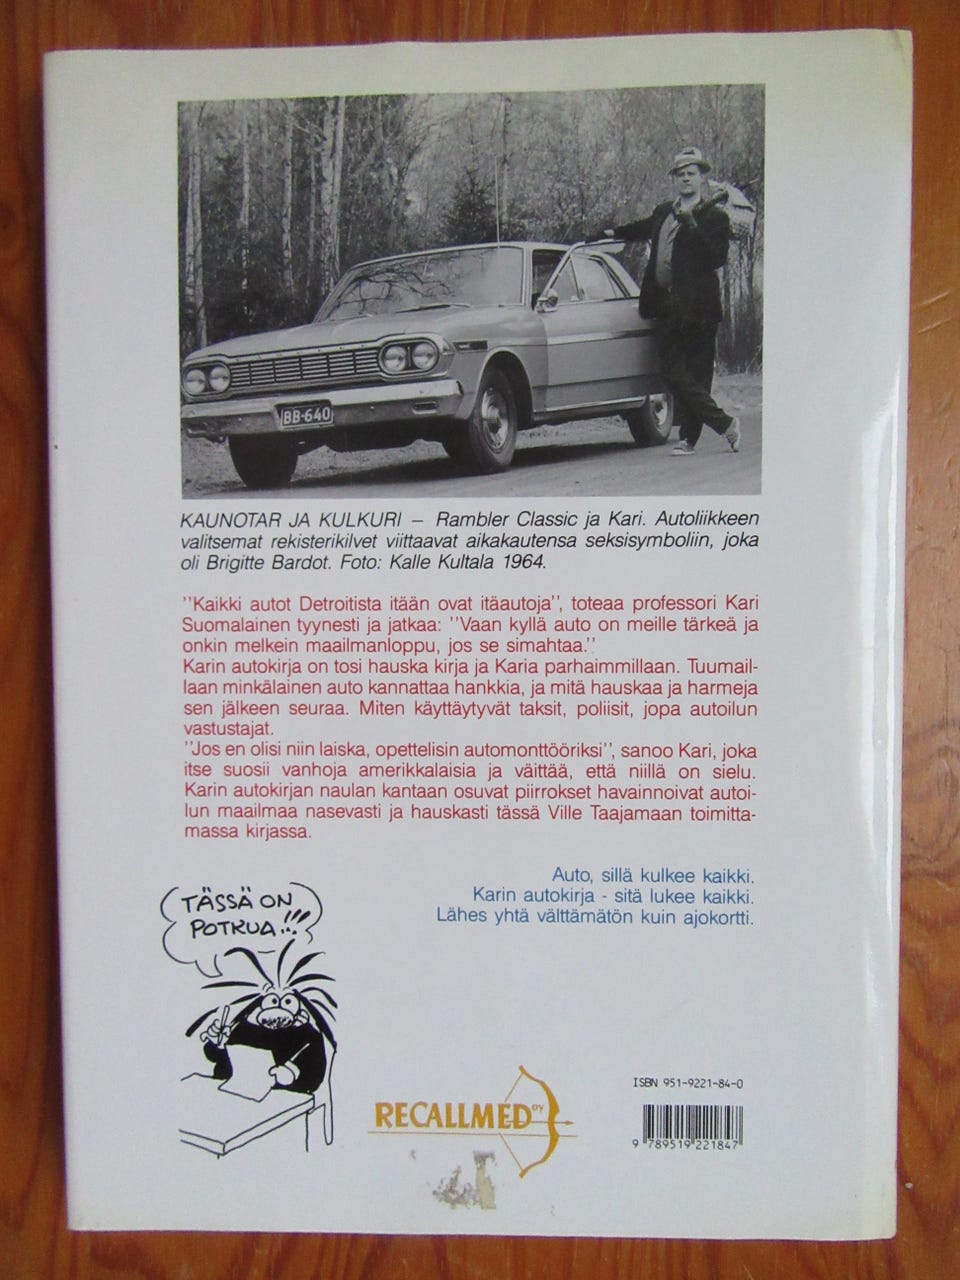 BB-640
KAUNOTAR JA KULKURI – Rambler Classic ja Kari. Autoliikkeen
valitsemat rekisterikilvet viittaavat aikakautensa seksisymboliin, joka
oli Brigitte Bardot. Foto: Kalle Kultala 1964.
''Kaikki autot Detroitista itään ovat itäautoja'', toteaa professori Kari
Suomalainen tyynesti ja jatkaa: ''Vaan kyllä auto on meille tärkeä ja
onkin melkein maailmanloppu, jos se simahtaa.''
Karin autokirja on tosi hauska kirja ja Karia parhaimmillaan. Tuumail-
laan minkälainen auto kannattaa hankkia, ja mitä hauskaa ja harmeja
sen jälkeen seuraa. Miten käyttäytyvät taksit, poliisit, jopa autoilun
vastustajat.
''Jos en olisi niin laiska, opettelisin automonttööriksi'', sanoo Kari, joka
itse suosii vanhoja amerikkalaisia ja väittää, että niillä on sielu.
Karin autokirjan naulan kantaan osuvat piirrokset havainnoivat autoi-
lun maailmaa nasevasti ja hauskasti tässä Ville Taajamaan toimitta-
massa kirjassa.
Auto, sillä kulkee kaikki.
Karin autokirja - sitä lukee kaikki.
Lähes yhtä välttämätön kuin ajokortti.
TÄSSÄ ON
POTKUA!!!
RECALLMED OY
ISBN 951-9221-84-0
9 789519 221847